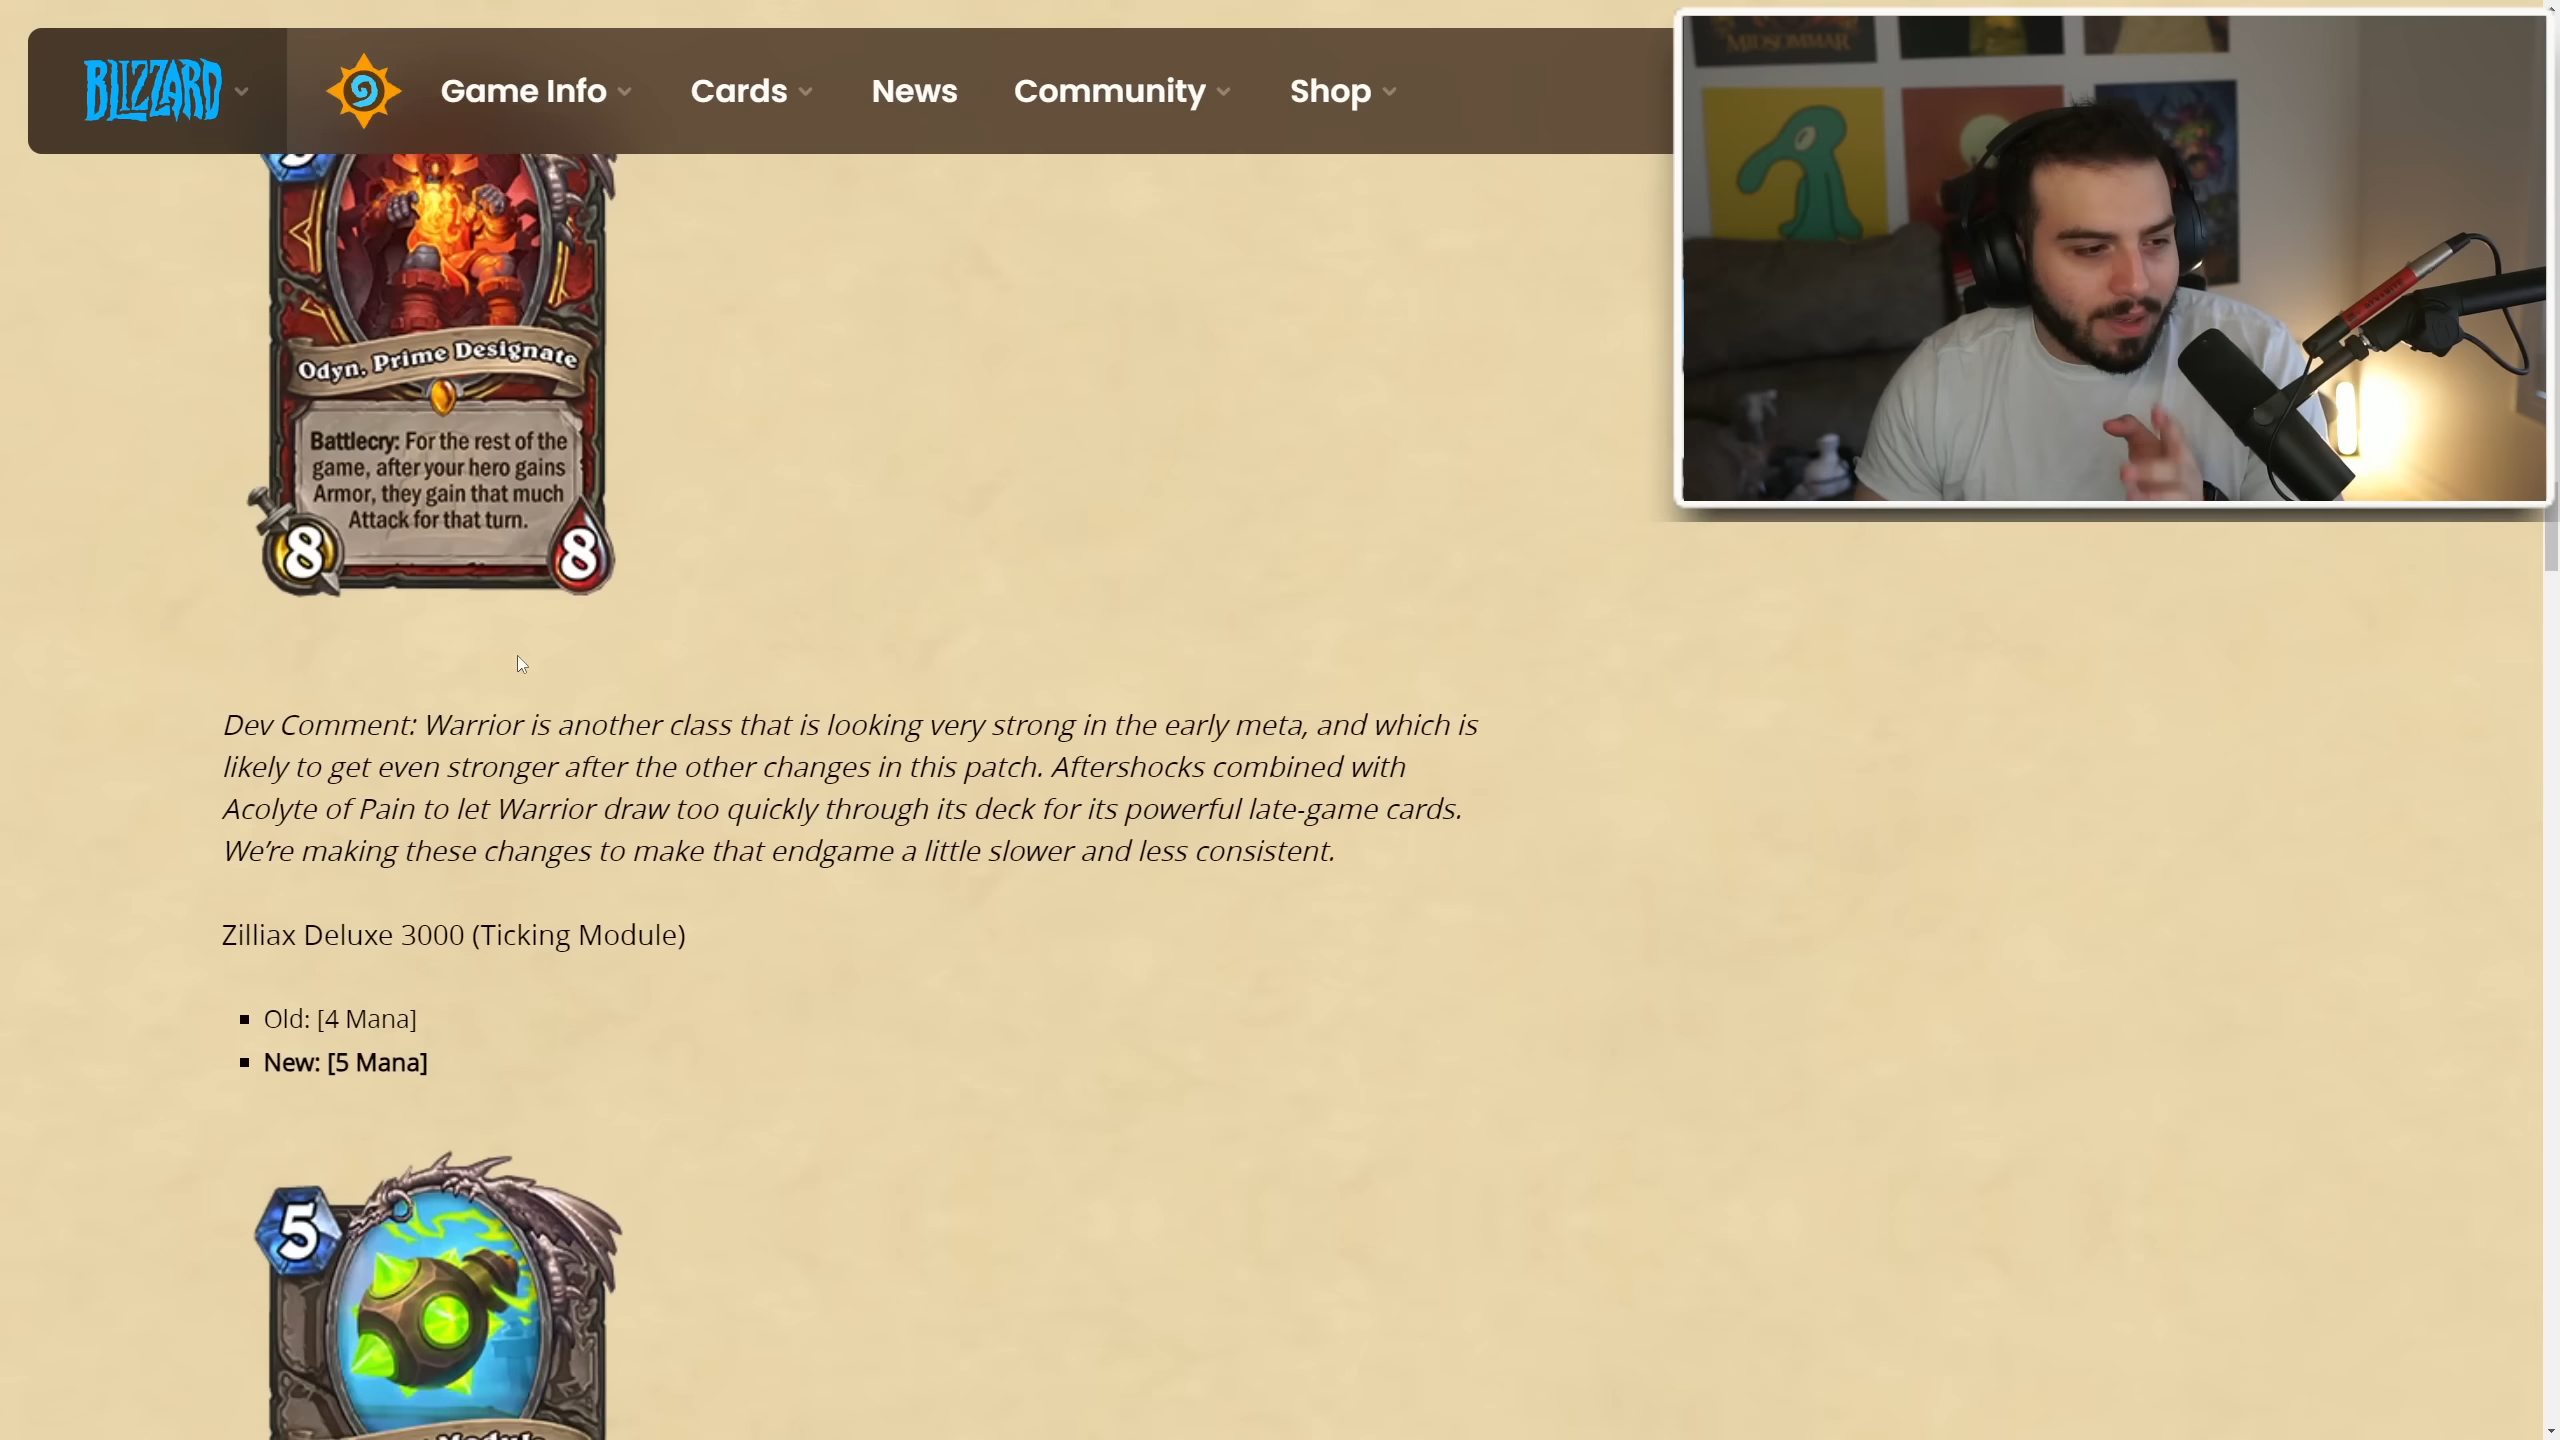 BLIZZARD
Game Info
Cards
News
Community
Shop
MIDSOMMAR
Odyn, Prime Designate
Battlecry: For the rest of the
game, after your hero gains
Armor, they gain that much
Attack for that turn.
8
8
Dev Comment: Warrior is another class that is looking very strong in the early meta, and which is
likely to get even stronger after the other changes in this patch. Aftershocks combined with
Acolyte of Pain to let Warrior draw too quickly through its deck for its powerful late-game cards.
We're making these changes to make that endgame a little slower and less consistent.
Zilliax Deluxe 3000 (Ticking Module)
Old: [4 Mana]
New: [5 Mana]
5